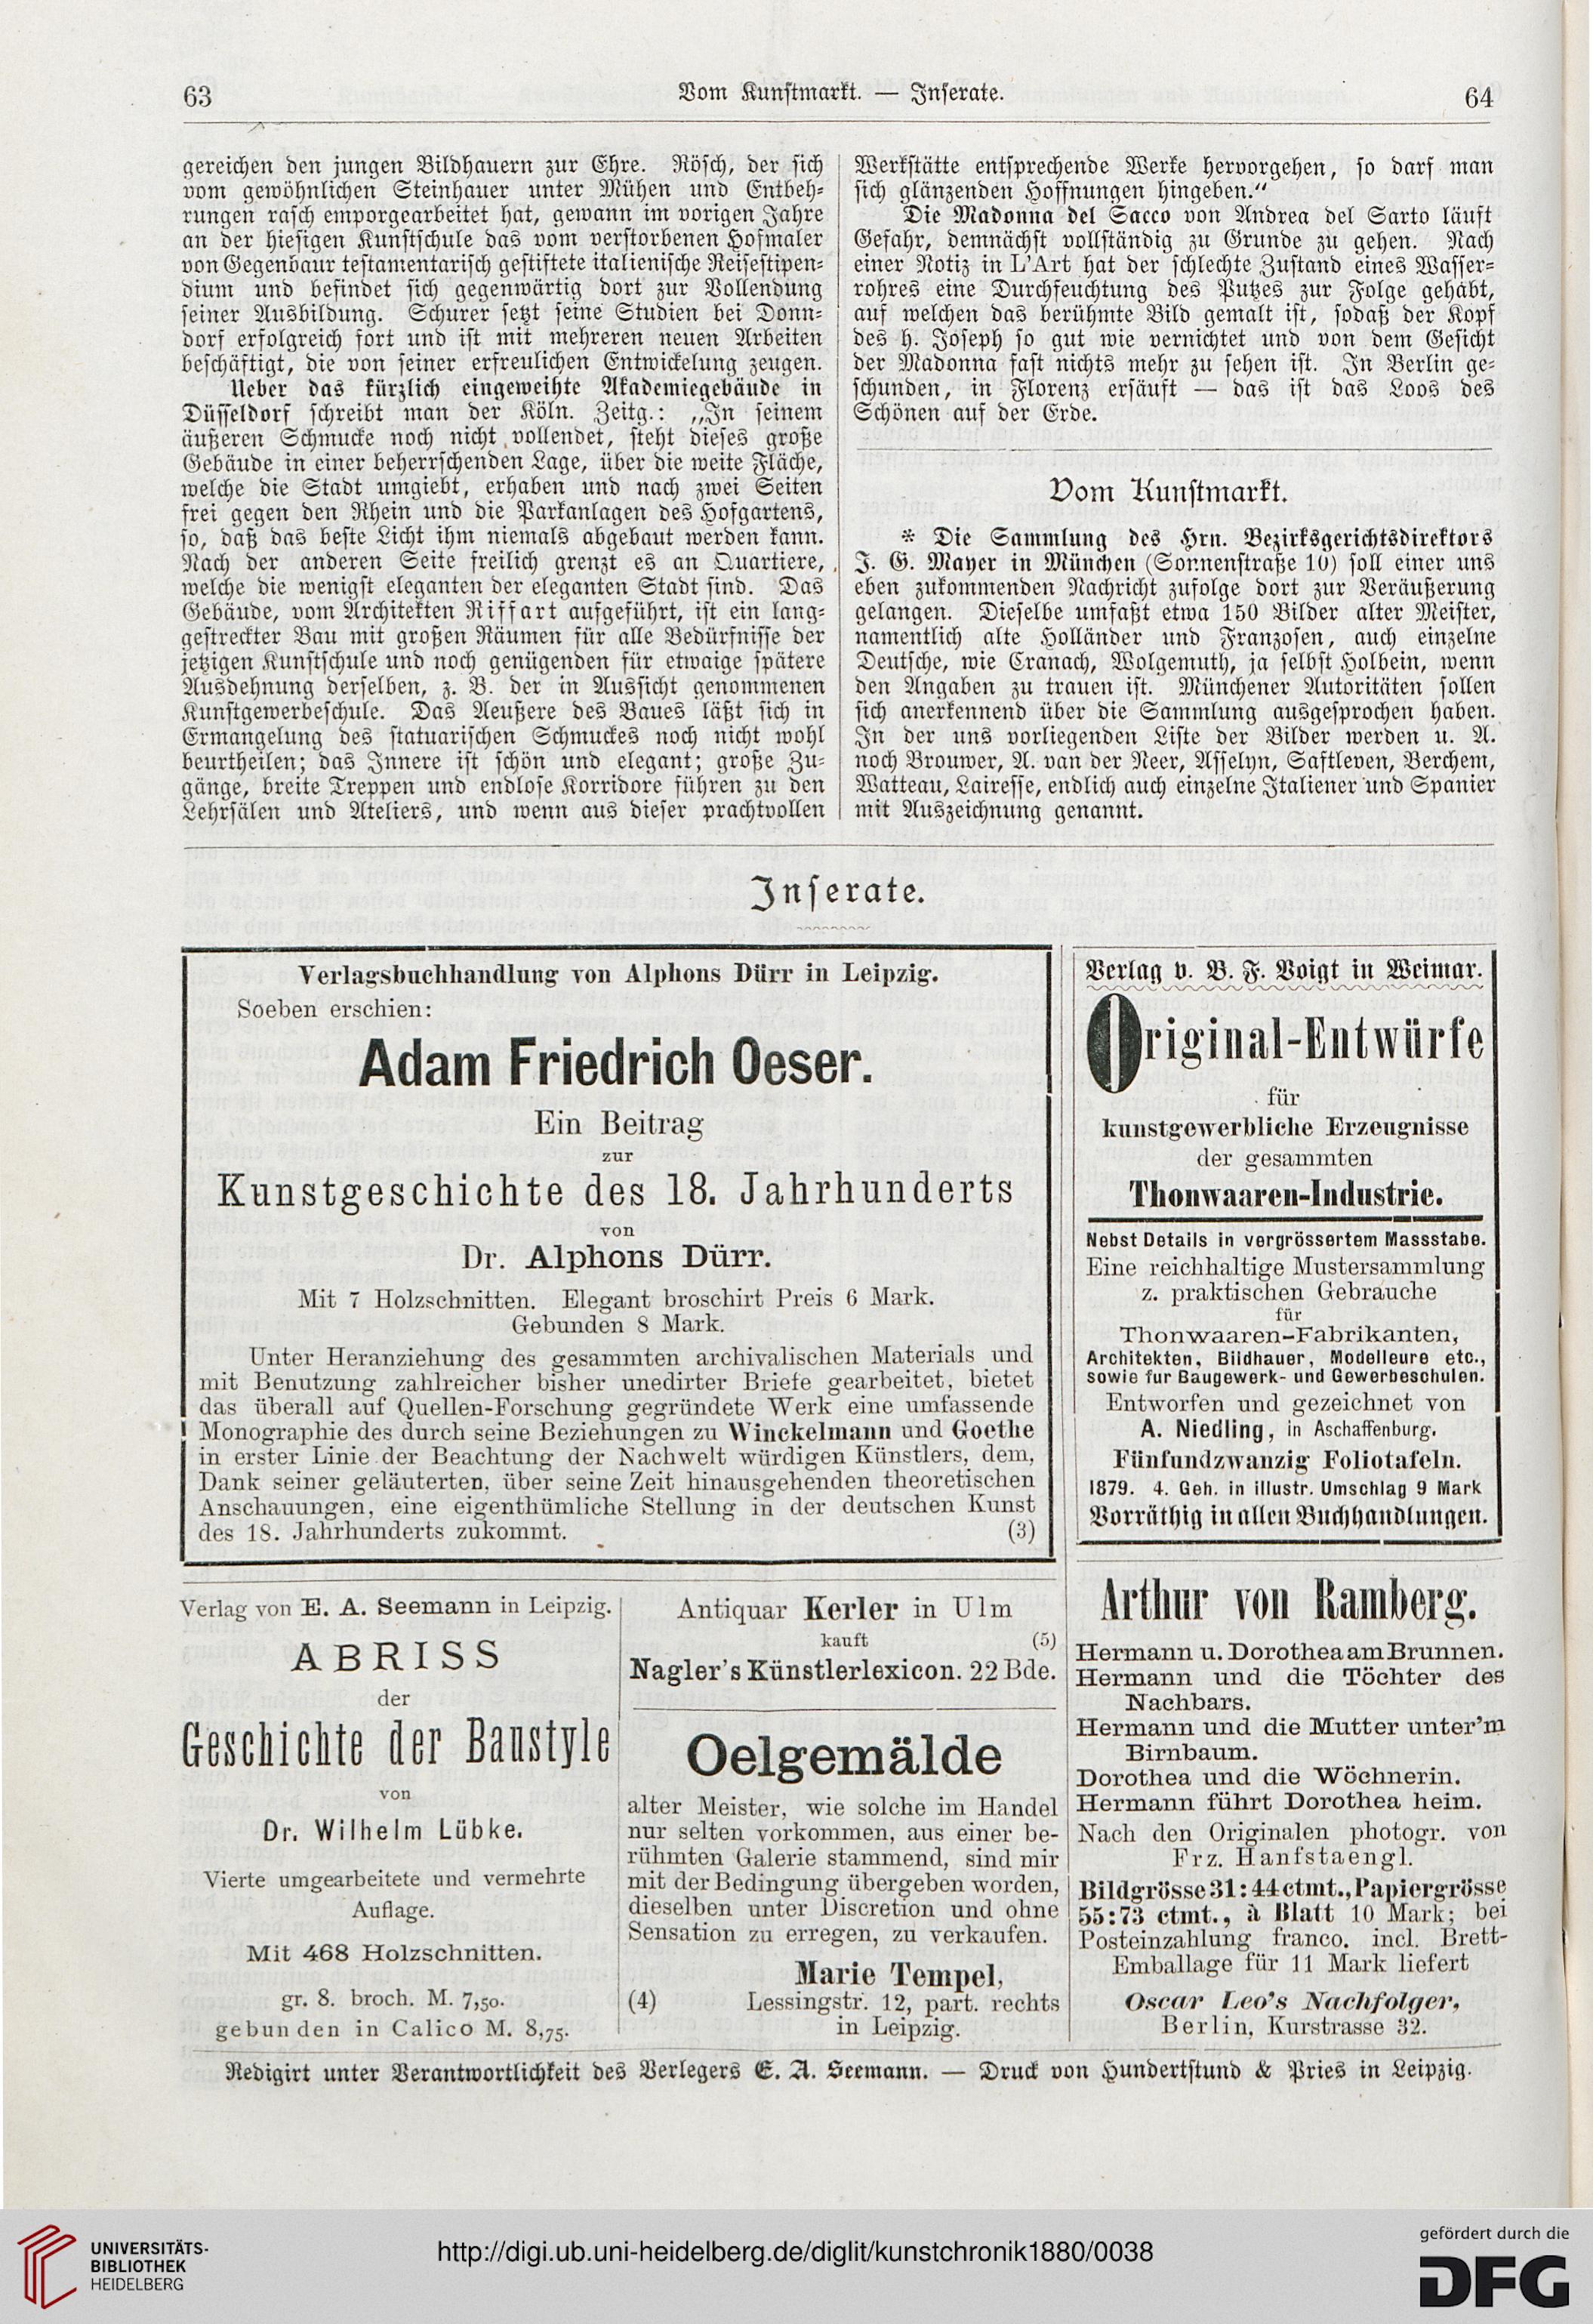 63
Vom Kunstmarkt. — Inserate.
64
gereichen den jungen Bildhauern zur Ehre. Rösch, der sich
vom gewöhnlichen Steinhauer unter Mühen und Entbeh-
rungen rasch emporgearbeitet hat, gewann im vorigen Jahre
an der hiesigen Kunstschule das vom verstorbenen Hofmaler
von Gegenbaur testamentarisch gestiftete italienische Reisestipen-
dium und befindet sich gegenwärtig dort zur Vollendung
seiner Ausbildung. Schurer setzt seine Studien bei Donn-
dorf erfolgreich fort und ist mit mehreren neuen Arbeiten
beschäftigt, die von seiner erfreulichen Entwickelung zeugen.
Ueber das kürzlich eingeweihte Akademiegebäude in
Düsseldorf schreibt man der Köln. Zeitg.: „In seinem
äußeren Schmucke noch nicht vollendet, steht dieses große
Gebäude in einer beherrschenden Lage, über die weite Fläche,
welche die Stadt umgiebt, erhaben und nach zwei Seiten
frei gegen den Rhein und die Parkanlagen des Hofgartens,
so, daß das beste Licht ihm niemals abgebaut werden kann.
Nach der anderen Seite freilich grenzt es an Quartiere,
welche die wenigst eleganten der eleganten Stadt sind. Das
Gebäude, vom Architekten Riffart aufgeführt, ist ein lang-
gestreckter Bau mit großen Räumen für alle Bedürfnisse der
jetzigen Kunstschule und noch genügenden für etwaige spätere
Ausdehnung derselben, z. B. der in Aussicht genommenen
Kunstgewerbeschule. Das Aeußere des Baues läßt sich in
Ermangelung des statuarischen Schmuckes noch nicht wohl
beurtheilen; das Innere ist schön und elegant; große Zu-
gänge, breite Treppen und endlose Korridore führen zu den
Lehrsälen und Ateliers, und wenn aus dieser prachtvollen
Werkstätte entsprechende Werke hervorgehen, so darf man
sich glänzenden Hoffnungen hingeben.“
Die Madonna del Sacco von Andrea del Sarto läuft
Gefahr, demnächst vollständig zu Grunde zu gehen. Nach
einer Notiz in L'Art hat der schlechte Zustand eines Wasser-
rohres eine Durchfeuchtung des Putzes zur Folge gehabt,
auf welchen das berühmte Bild gemalt ist, sodaß der Kopf
des h. Joseph so gut wie vernichtet und von dem Gesicht
der Madonna fast nichts mehr zu sehen ist. In Berlin ge-
schunden, in Florenz ersäuft — das ist das Loos des
Schönen auf der Erde.
Vom Kunstmarkt.
* Die Sammlung des Hrn. Bezirksgerichtsdirektors
J. G. Mayer in München (Sonnenstraße 10) soll einer uns
eben zukommenden Nachricht zufolge dort zur Veräußerung
gelangen. Dieselbe umfaßt etwa 150 Bilder alter Meister,
namentlich alte Holländer und Franzosen, auch einzelne
Deutsche, wie Cranach, Wolgemuth, ja selbst Holbein, wenn
den Angaben zu trauen ist. Münchener Autoritäten sollen
sich anerkennend über die Sammlung ausgesprochen haben.
In der uns vorliegenden Liste der Bilder werden u. A.
noch Brouwer, A. van der Neer, Asselyn, Saftleven, Berchem,
Watteau, Lairesse, endlich auch einzelne Italiener und Spanier
mit Auszeichnung genannt.
Inserate.
Verlagsbuchhandlung von Alphons Dürr in Leipzig.
Soeben erschien:
Adam Friedrich Oeser.
Ein Beitrag
zur
Kunstgeschichte des 18. Jahrhunderts
von
Dr. Alphons Dürr.
Mit 7 Holzschnitten. Elegant broschirt Preis 6 Mark.
Gebunden 8 Mark.
Unter Heranziehung des gesammten archivalischen Materials und
mit Benutzung zahlreicher bisher unedirter Briefe gearbeitet, bietet
das überall auf Quellen-Forschung gegründete Werk eine umfassende
Monographie des durch seine Beziehungen zu Winckelmann und Goethe
in erster Linie der Beachtung der Nachwelt würdigen Künstlers, dem,
Dank seiner geläuterten, über seine Zeit hinausgehenden theoretischen
Anschauungen, eine eigenthümliche Stellung in der deutschen Kunst
des 18. Jahrhunderts zukommt. (3)
Verlag v. B. F. Voigt in Weimar.
Original-Entwürfe
für
kunstgewerbliche Erzeugnisse
der gesammten
Thonwaaren-Industrie.
Nebst Details in vergrössertem Massstabe.
Eine reichhaltige Mustersammlung
z. praktischen Gebrauche
für
Thonwaaren-Fabrikanten,
Architekten, Bildhauer, Modelleure etc.,
sowie fur Baugewerk- und Gewerbeschulen.
Entworfen und gezeichnet von
A. Niedling, in Aschaffenburg.
Fünfundzwanzig Foliotafeln.
1879. 4. Geh. in illustr. Umschlag 9 Mark
Vorräthig in allen Buchhandlungen.
Verlag von E. A. Seemann in Leipzig.
ABRISS
der
Geschichte der Baustyle
von
Dr. Wilhelm Lübke.
Vierte umgearbeitete und vermehrte
Auflage.
Mit 468 Holzschnitten.
gr. 8. broch. M. 7,50.
gebunden in Calico M. 8,75.
Antiquar Kerler in Ulm
kauft (5)
Nagler's Künstlerlexicon. 22 Bde.
Oelgemälde
alter Meister, wie solche im Handel
nur selten vorkommen, aus einer be-
rühmten Galerie stammend, sind mir
mit der Bedingung übergeben worden,
dieselben unter Discretion und ohne
Sensation zu erregen, zu verkaufen.
Marie Tempel,
(4) Lessingstr. 12, part. rechts
in Leipzig.
Arthur von Ramberg.
Hermann u. Dorothea am Brunnen.
Hermann und die Töchter des
Nachbars.
Hermann und die Mutter unter'm
Birnbaum.
Dorothea und die Wöchnerin.
Hermann führt Dorothea heim.
Nach den Originalen photogr. von
Frz. Hanfstaengl.
Bildgrösse 31:44 ctmt., Papiergrösse
55:73 ctmt., à Blatt 10 Mark; bei
Posteinzahlung franco. incl. Brett-
Emballage für 11 Mark liefert
Oscar Leo's Nachfolger,
Berlin, Kurstrasse 32.
Redigirt unter Verantwortlichkeit des Verlegers E. A. Seemann. — Druck von Hundertstund & Pries in Leipzig.
UNIVERSITÄTS-
BIBLIOTHEK
HEIDELBERG
http://digi.ub.uni-heidelberg.de/diglit/kunstchronik1880/0038
gefördert durch die
DFG